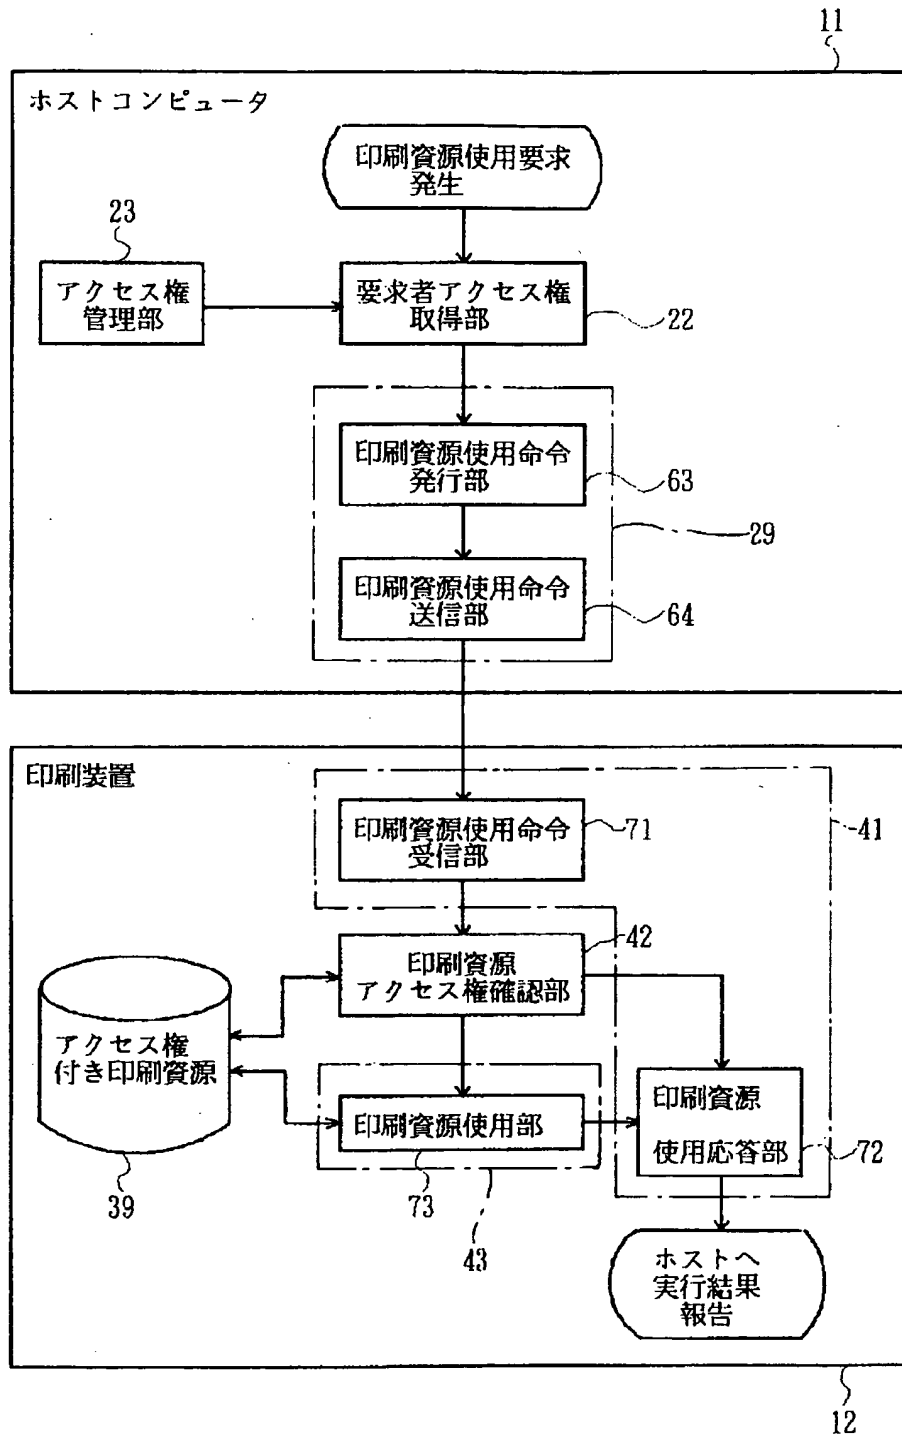 11
ホストコンピュータ
印刷資源使用要求
発生
23
アクセス権
管理部
要求者アクセス権
取得部
22
印刷資源使用命令
発行部
63
29
印刷資源使用命令
送信部
64
印刷装置
印刷資源使用命令
受信部
71
41
42
印刷資源
アクセス権確認部
アクセス権
付き印刷資源
39
印刷資源使用部
73
43
印刷資源
使用応答部
72
ホストへ
実行結果
報告
12